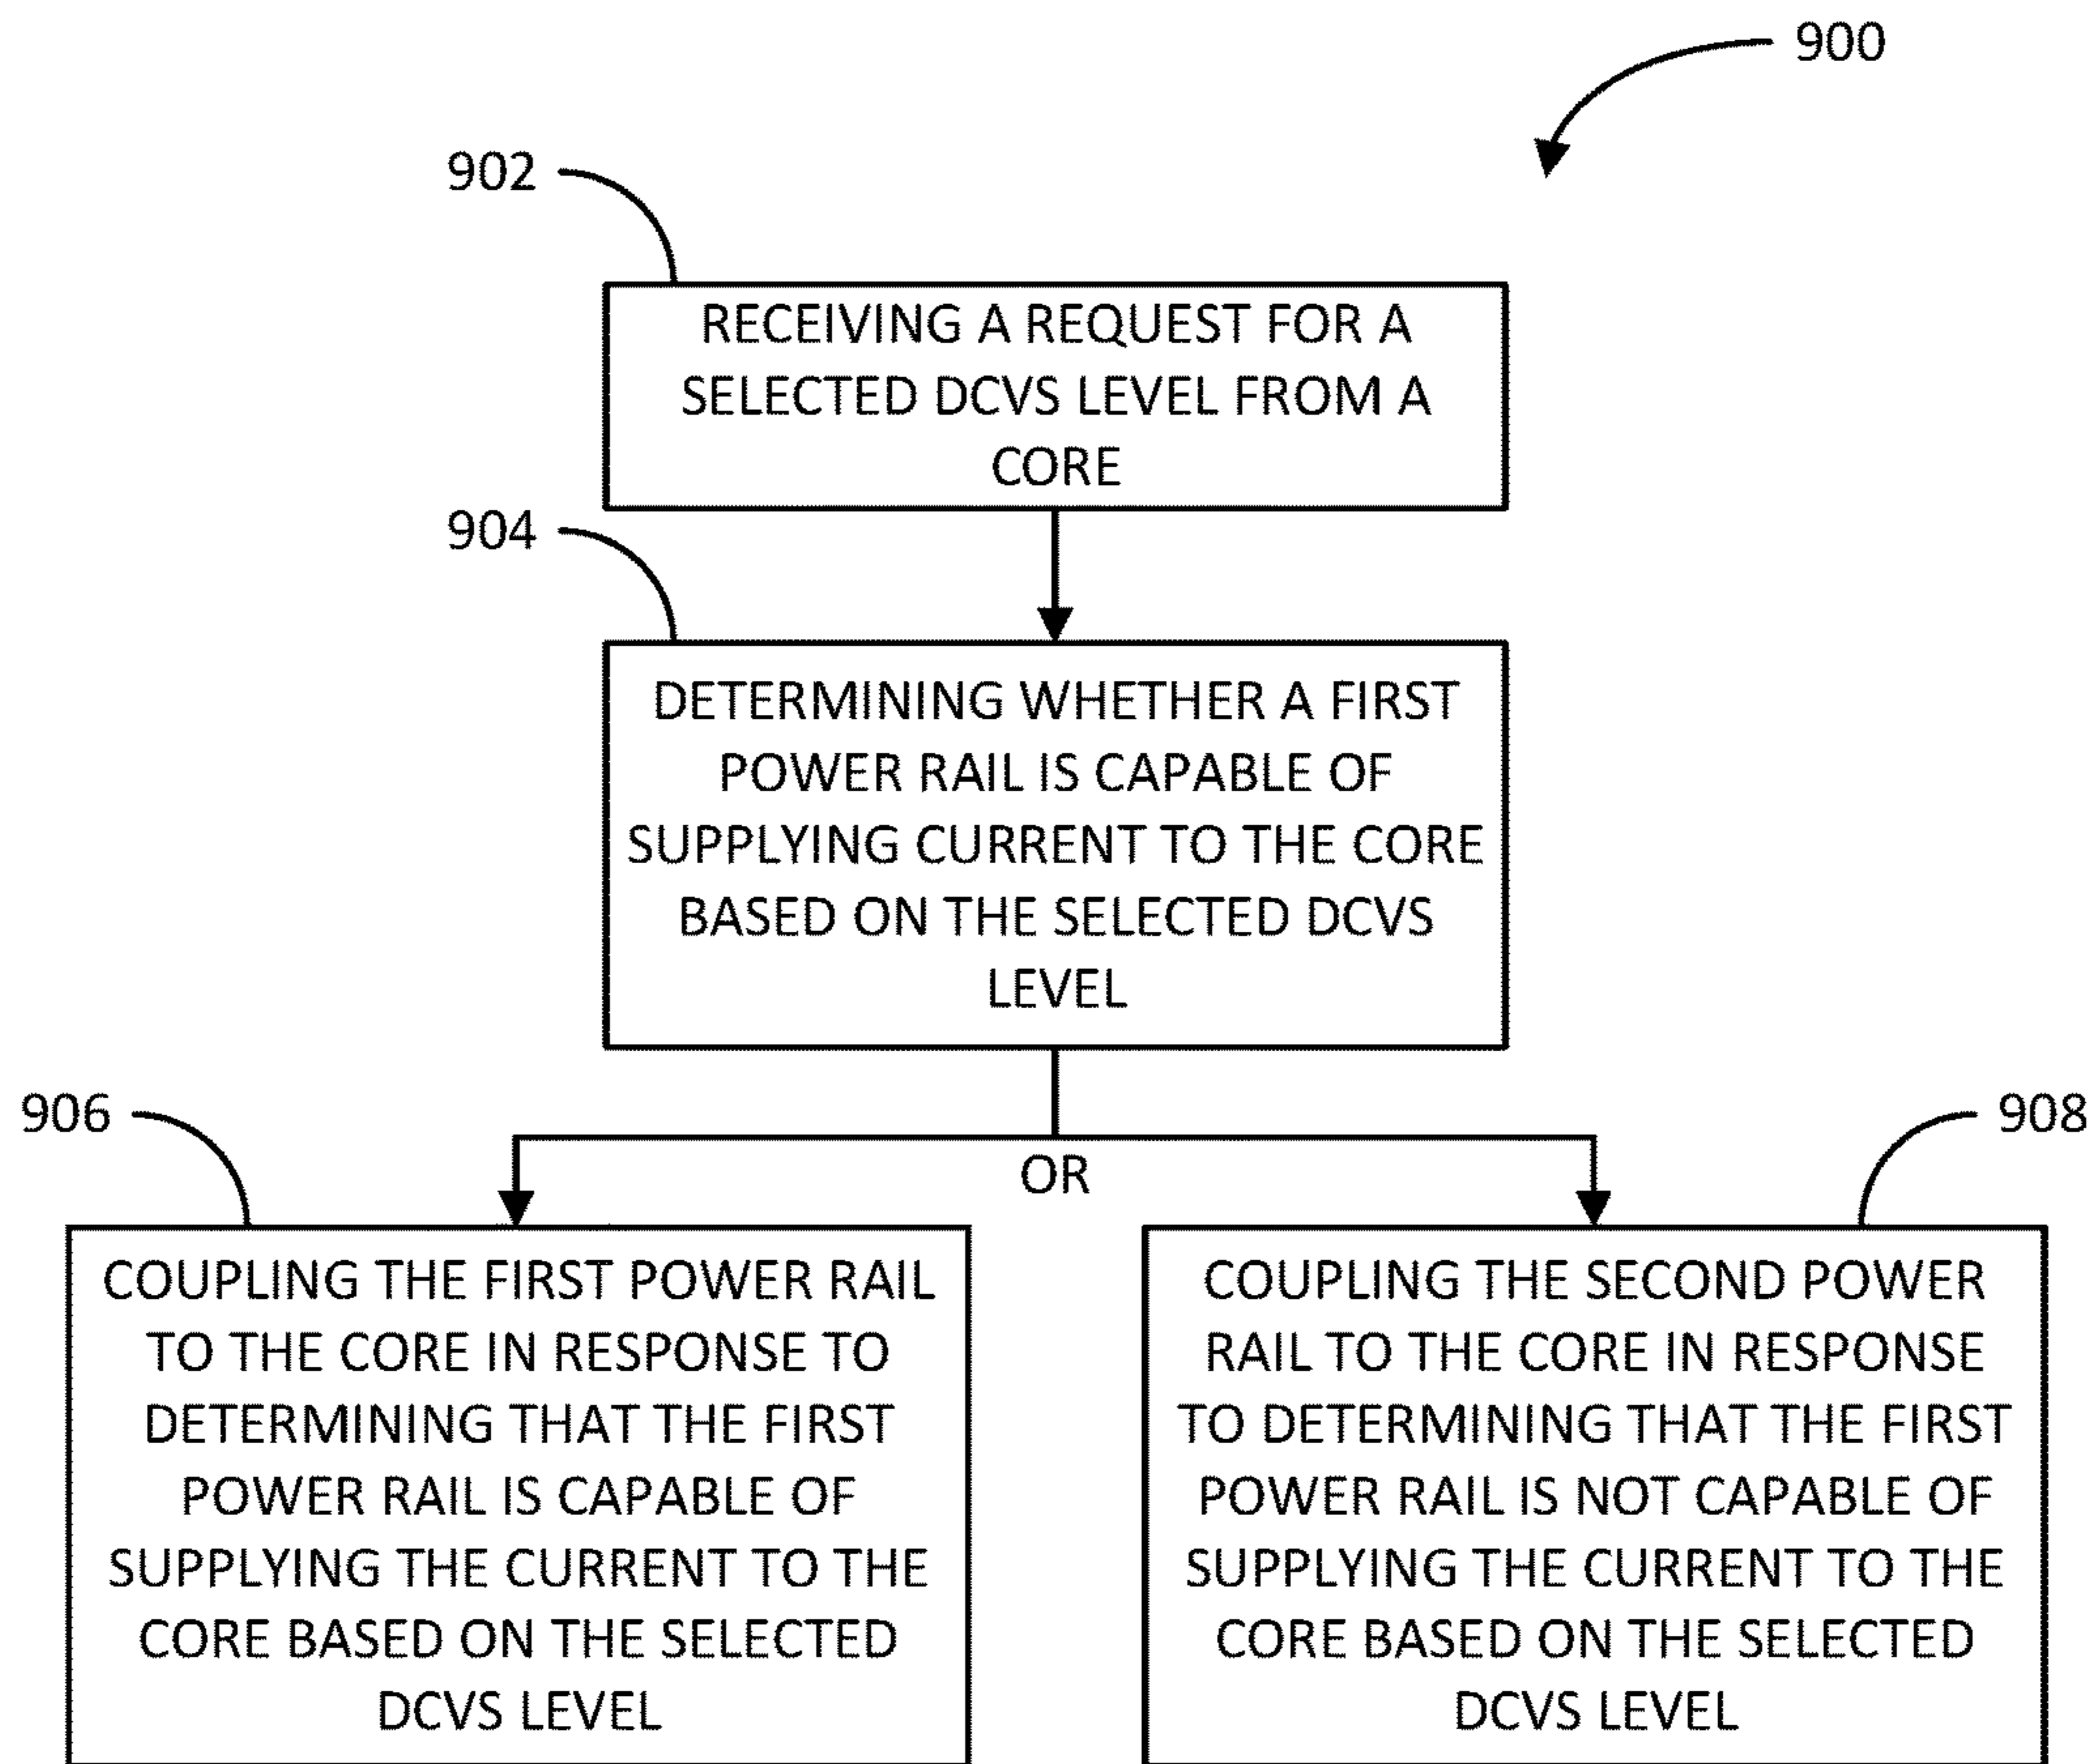 900
902
RECEIVING A REQUEST FOR A
SELECTED DCVS LEVEL FROM A
CORE
904
DETERMINING WHETHER A FIRST
POWER RAIL IS CAPABLE OF
SUPPLYING CURRENT TO THE CORE
BASED ON THE SELECTED DCVS
LEVEL
OR
906
COUPLING THE FIRST POWER RAIL
TO THE CORE IN RESPONSE TO
DETERMINING THAT THE FIRST
POWER RAIL IS CAPABLE OF
SUPPLYING THE CURRENT TO THE
CORE BASED ON THE SELECTED
DCVS LEVEL
908
COUPLING THE SECOND POWER
RAIL TO THE CORE IN RESPONSE
TO DETERMINING THAT THE FIRST
POWER RAIL IS NOT CAPABLE OF
SUPPLYING THE CURRENT TO THE
CORE BASED ON THE SELECTED
DCVS LEVEL